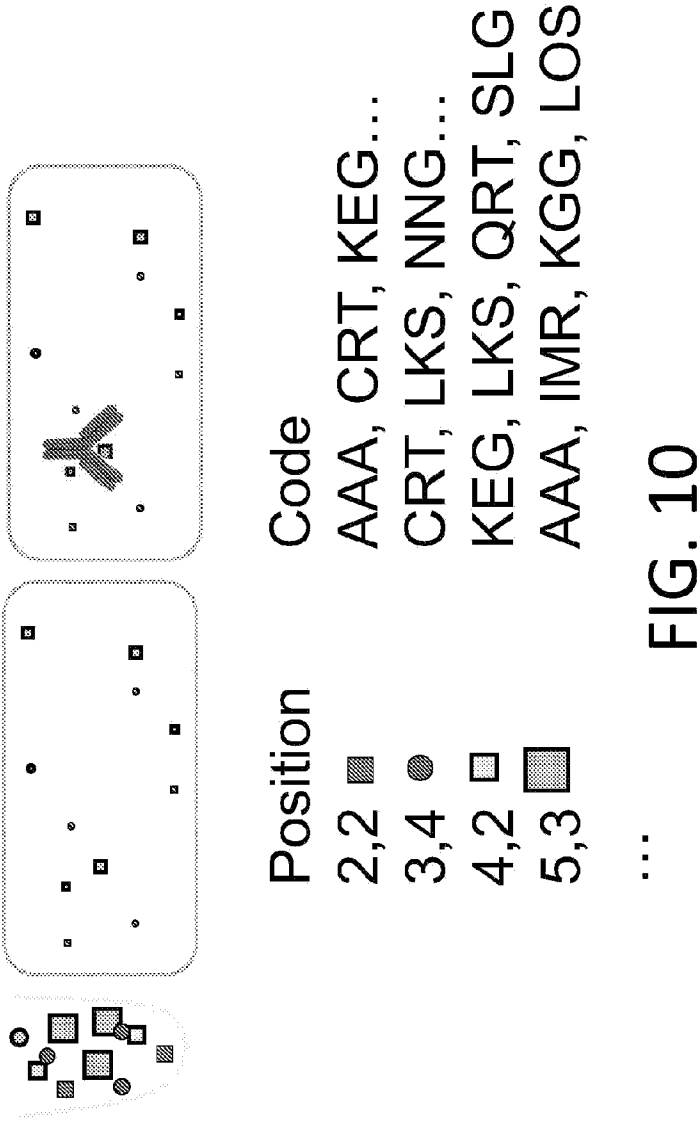 Position Code
2,2 AAA, CRT, KEG...
3,4 CRT, LKS, NNG...
4,2 KEG, LKS, QRT, SLG
5,3 AAA, IMR, KGG, LOS
...
FIG. 10